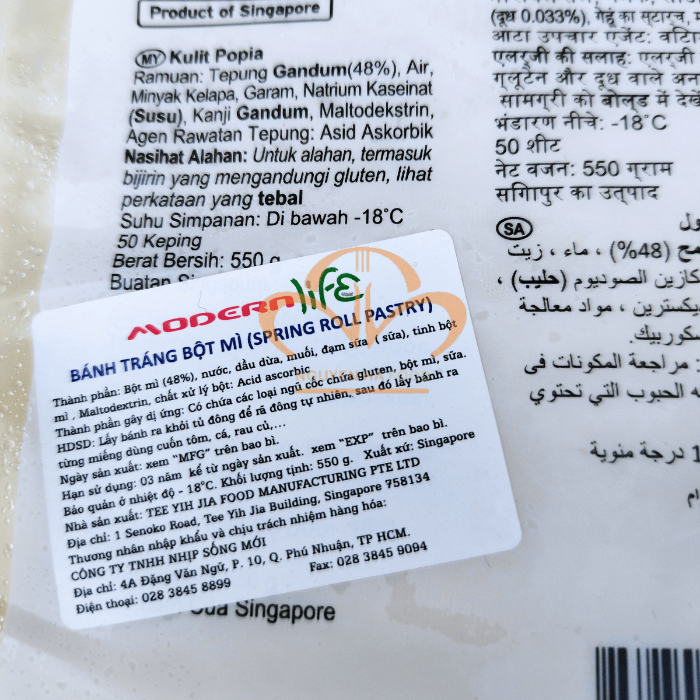 Product of Singapore
MY Kulit Popia
Ramuan: Tepung Gandum(48%), Air,
Minyak Kelapa, Garam, Natrium Kaseinat
(Susu), Kanji Gandum, Maltodekstrin,
Agen Rawatan Tepung: Asid Askorbik
Nasihat Alahan: Untuk alahan, termasuk
bijirin yang mengandungi gluten, lihat
perkataan yang tebal
Suhu Simpanan: Di bawah -18°C
50 Keping
Berat Bersih: 550 g
Buatan
MODERN life
BÁNH TRÁNG BỘT MÌ (SPRING ROLL PASTRY)
Thành phần: Bột mì (48%), nước, dầu dừa, muối, đạm sữa ( sữa), tinh bột
mì , Maltodextrin, chất xử lý bột: Acid ascorbic
Thành phần gây dị ứng: Có chứa các loại ngũ cốc chứa gluten, bột mì, sữa.
HDSD: Lấy bánh ra khỏi tủ đông để rã đông tự nhiên, sau đó lấy bánh ra
từng miếng dùng cuốn tôm, cá, rau củ,...
Ngày sản xuất: xem “MFG” trên bao bì.
Hạn sử dụng: 03 năm kể từ ngày sản xuất. xem “EXP” trên bao bì.
Bảo quản ở nhiệt độ - 18°C. Khối lượng tịnh: 550 g. Xuất xứ: Singapore
Nhà sản xuất: TEE YIH JIA FOOD MANUFACTURING PTE LTD
Địa chỉ: 1 Senoko Road, Tee Yih Jia Building, Singapore 758134
Thương nhân nhập khẩu và chịu trách nhiệm hàng hóa:
CÔNG TY TNHH NHỊP SỐNG MỚI
Địa chỉ: 4A Đặng Văn Ngữ, P. 10, Q. Phú Nhuận, TP HCM.
Điện thoại: 028 3845 8899 Fax: 028 3845 9094
Singapore
(दूध 0.033%), गेहूं का स्टार्च,
आटा उपचार एजेंट:
एलर्जी की सलाह: एलर्जी
ग्लूटेन और दूध वाले
सामग्री को बोल्ड में देखें
भंडारण नीचे: -18°C
50 शीट
नेट वजन: 550 ग्राम
सिंगापुर का उत्पाद
SA
(48%) ، ماء ، زيت
كازين الصوديوم (حليب) ،
يكسترين ، مواد معالجة
سكوربيك.
مراجعة المكونات فى
ه الحبوب التي تحتوي
درجة مئوية